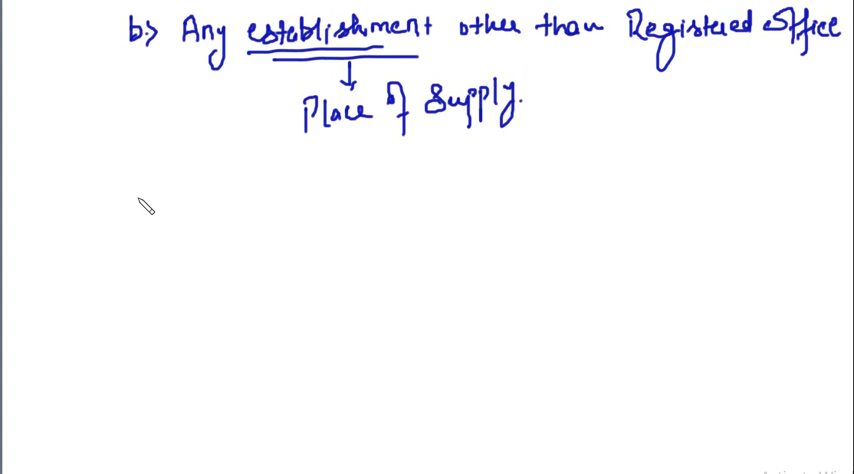 b> Any establishment other than Registered Office
Place of Supply.